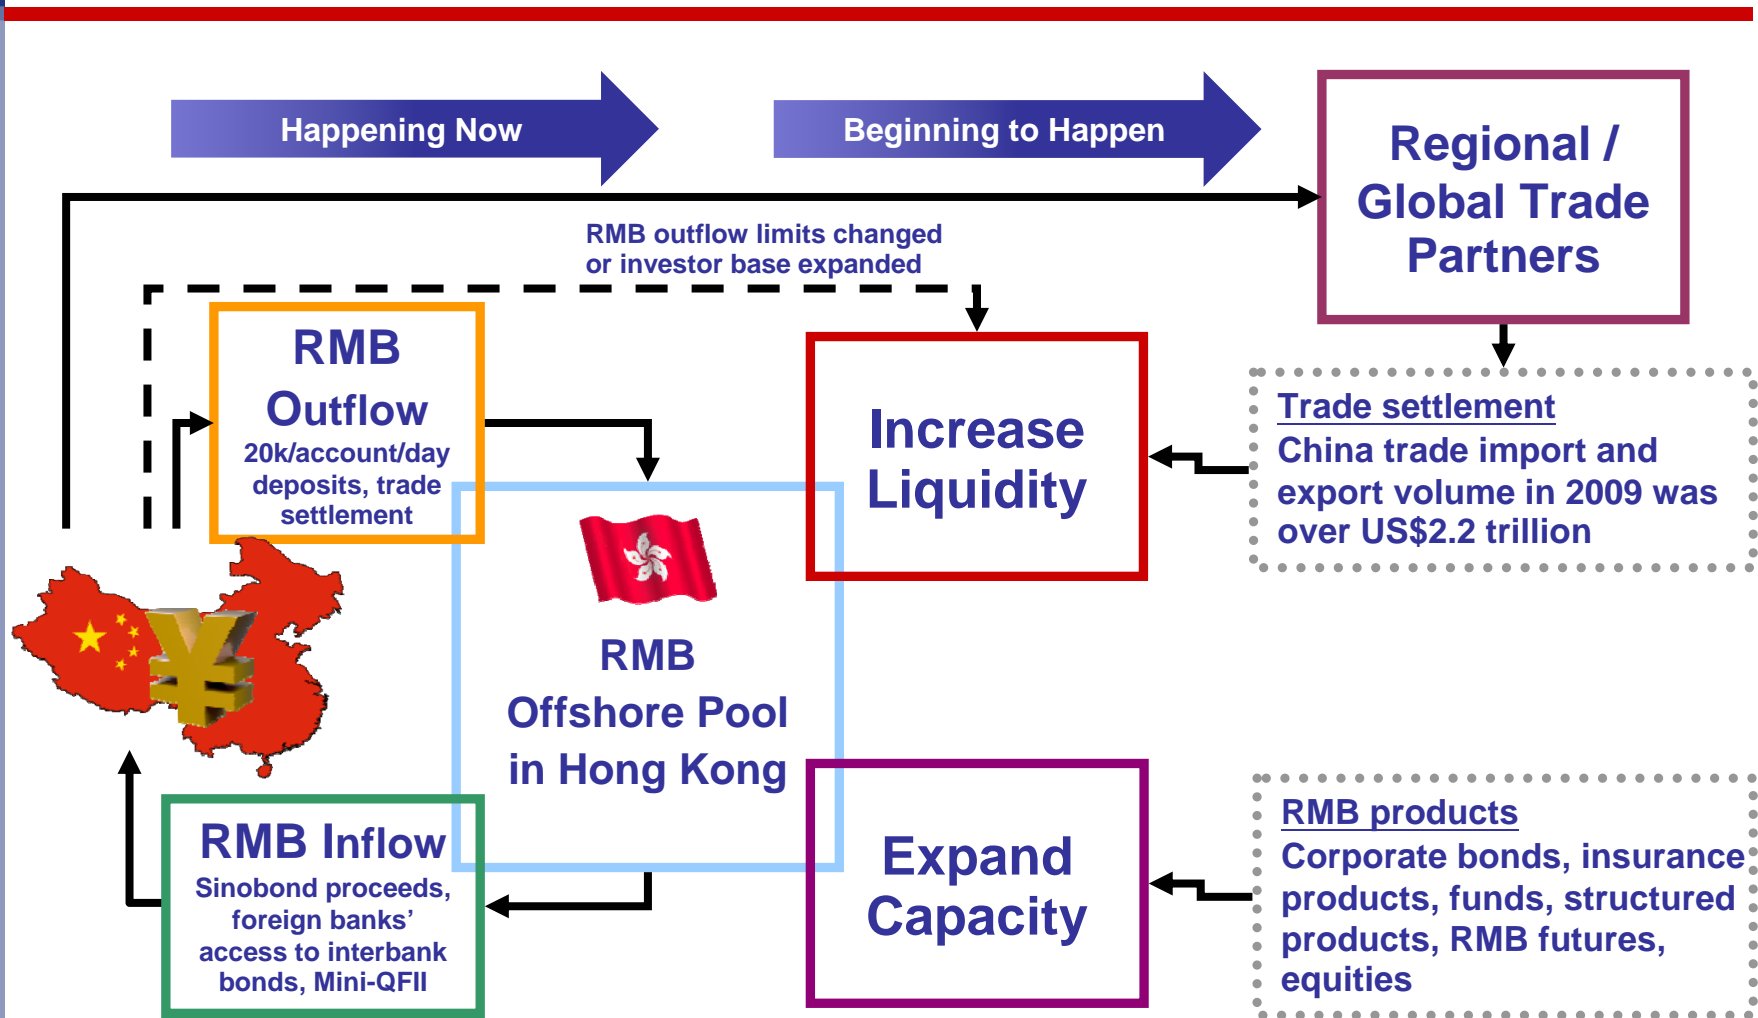 Happening Now
Beginning to Happen
Regional /
Global Trade
Partners
RMB outflow limits changed
or investor base expanded
RMB
Outflow
20k/account/day
deposits, trade
settlement
Increase
Liquidity
Trade settlement
China trade import and
export volume in 2009 was
over US$2.2 trillion
¥
RMB
Offshore Pool
in Hong Kong
RMB Inflow
Sinobond proceeds,
foreign banks’
access to interbank
bonds, Mini-QFII
Expand
Capacity
RMB products
Corporate bonds, insurance
products, funds, structured
products, RMB futures,
equities